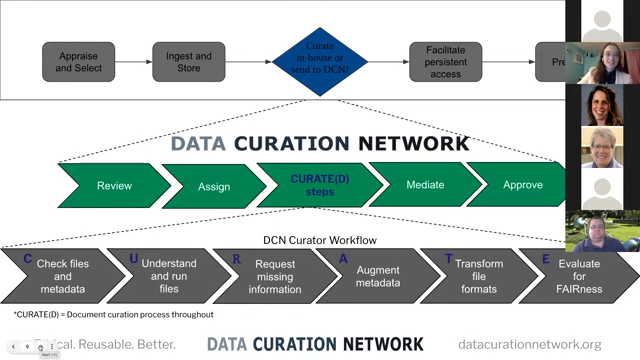 Appraise
and Select
Ingest and
Store
Curate
in-house or
send to DCN?
Facilitate
persistent
access
Pre
DATA CURATION NETWORK
Review
Assign
CURATE(D)
steps
Mediate
Approve
DCN Curator Workflow
C
Check files
and
metadata
U
Understand
and run
files
R
Request
missing
information
A
Augment
metadata
T
Transform
file
formats
E
Evaluate
for
FAIRness
*CURATE(D) = Document curation process throughout
9
ical. Reusable. Better.
DATA CURATION NETWORK
datacurationnetwork.org